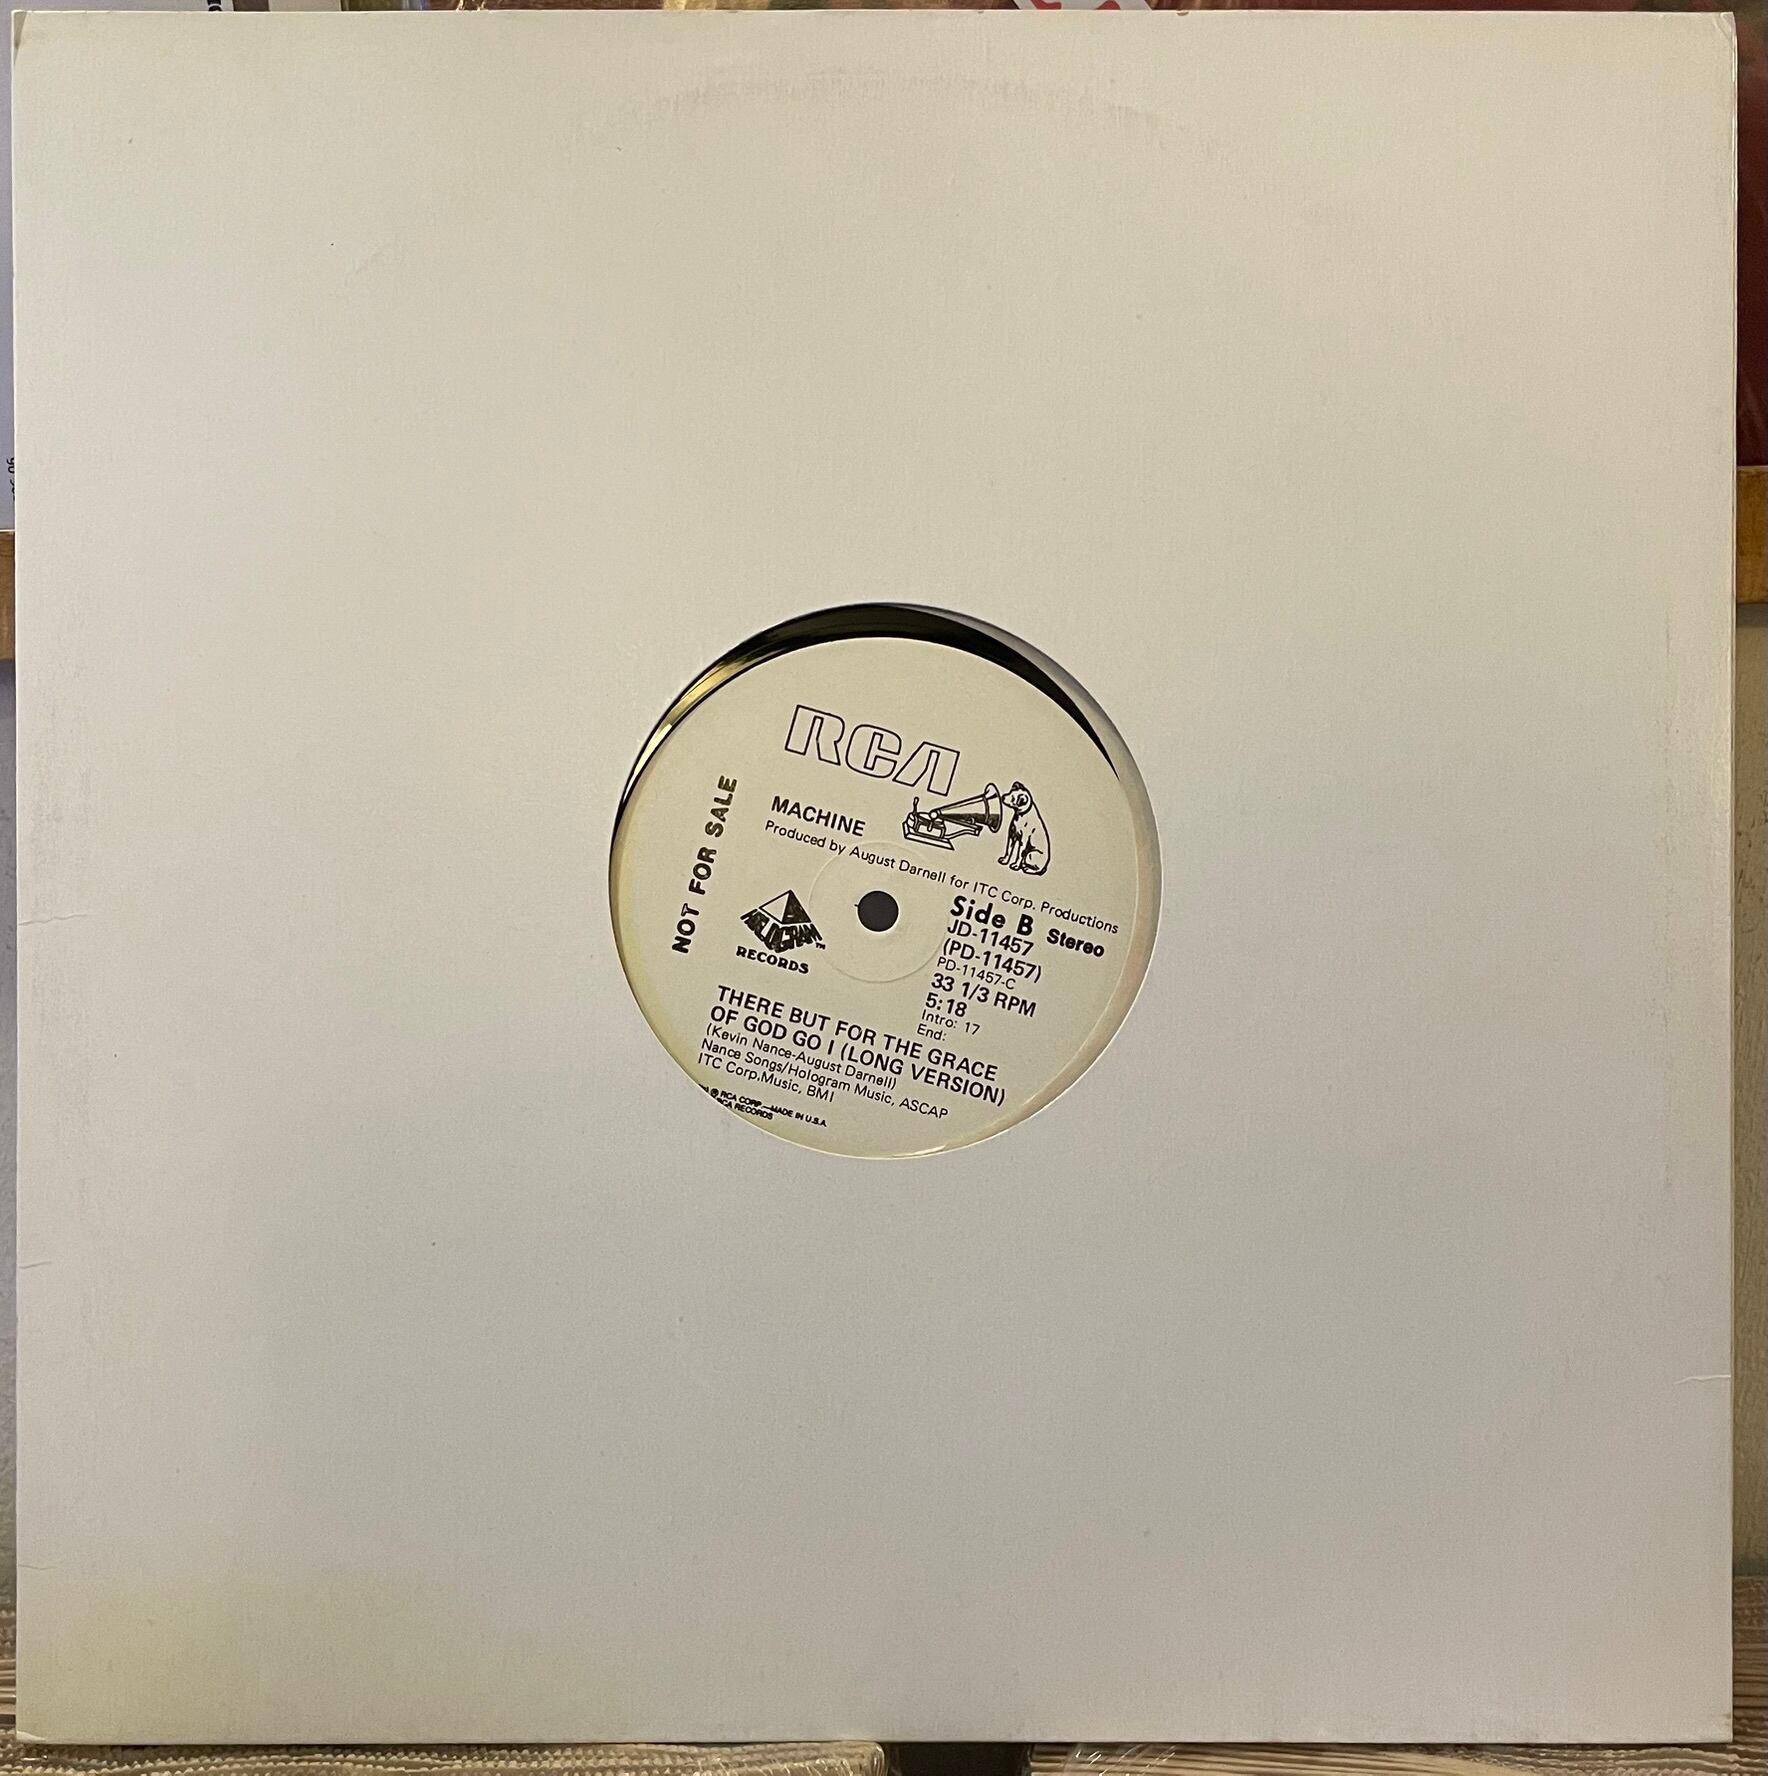 RCA
NOT FOR SALE
MACHINE
Produced by August Darnell for ITC Corp. Productions
HOLOGRAM™
RECORDS
Side B Stereo
JD-11457
(PD-11457)
PD-11457-C
33 1/3 RPM
5:18
Intro: 17
End:
THERE BUT FOR THE GRACE
OF GOD GO I (LONG VERSION)
(Kevin Nance-August Darnell)
Nance Songs/Hologram Music, ASCAP
ITC Corp.Music, BMI
℗ RCA CORP.—MADE IN U.S.A
RCA RECORDS